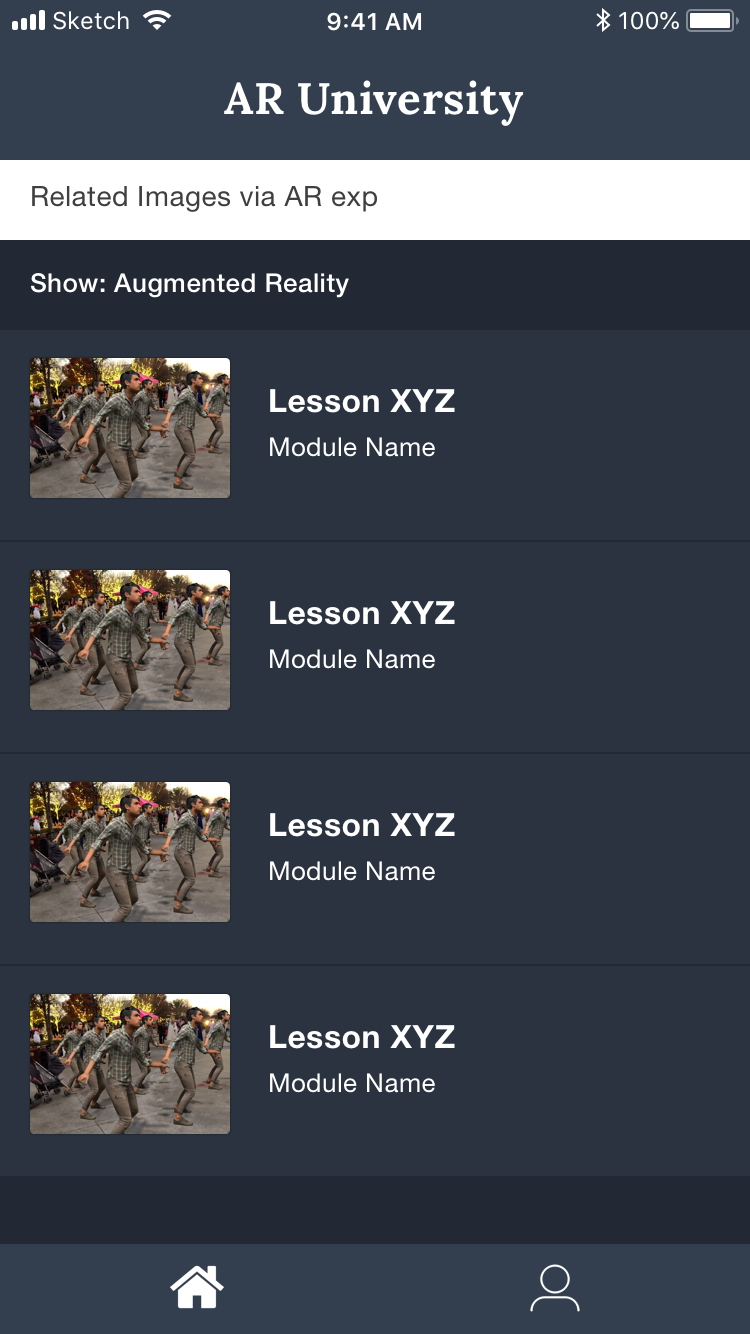 Sketch 9:41 AM 100%
AR University
Related Images via AR exp
Show: Augmented Reality
Lesson XYZ
Module Name
Lesson XYZ
Module Name
Lesson XYZ
Module Name
Lesson XYZ
Module Name